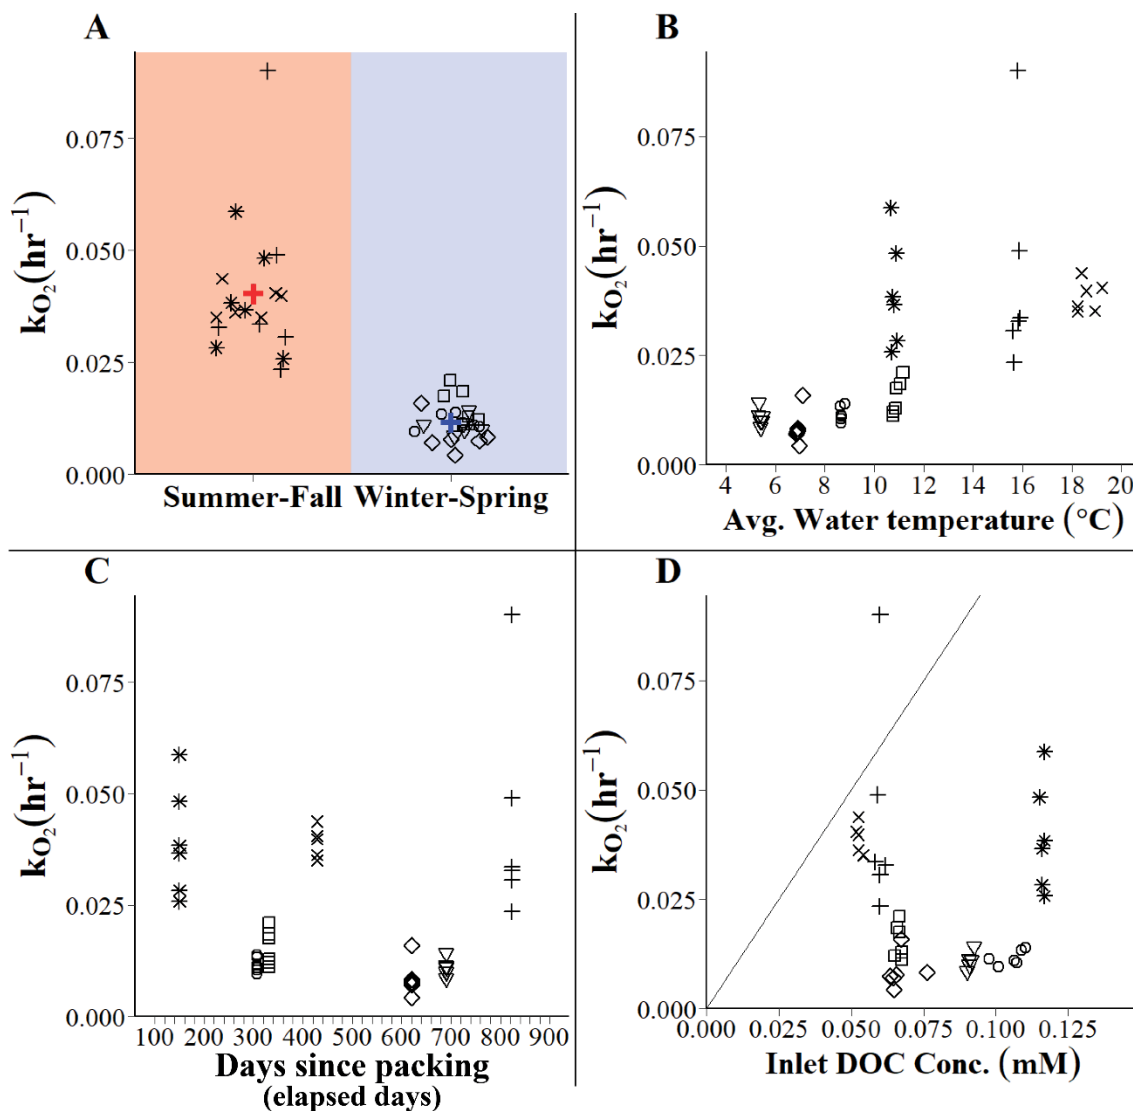 A
k_O₂(hr⁻¹)
0.075
0.050
0.025
0.000
Summer-Fall Winter-Spring
B
k_O₂(hr⁻¹)
0.075
0.050
0.025
0.000
4 6 8 10 12 14 16 18 20
Avg. Water temperature (°C)
C
k_O₂(hr⁻¹)
0.075
0.050
0.025
0.000
100 200 300 400 500 600 700 800 900
Days since packing
(elapsed days)
D
k_O₂(hr⁻¹)
0.075
0.050
0.025
0.000
0.000 0.025 0.050 0.075 0.100 0.125
Inlet DOC Conc. (mM)